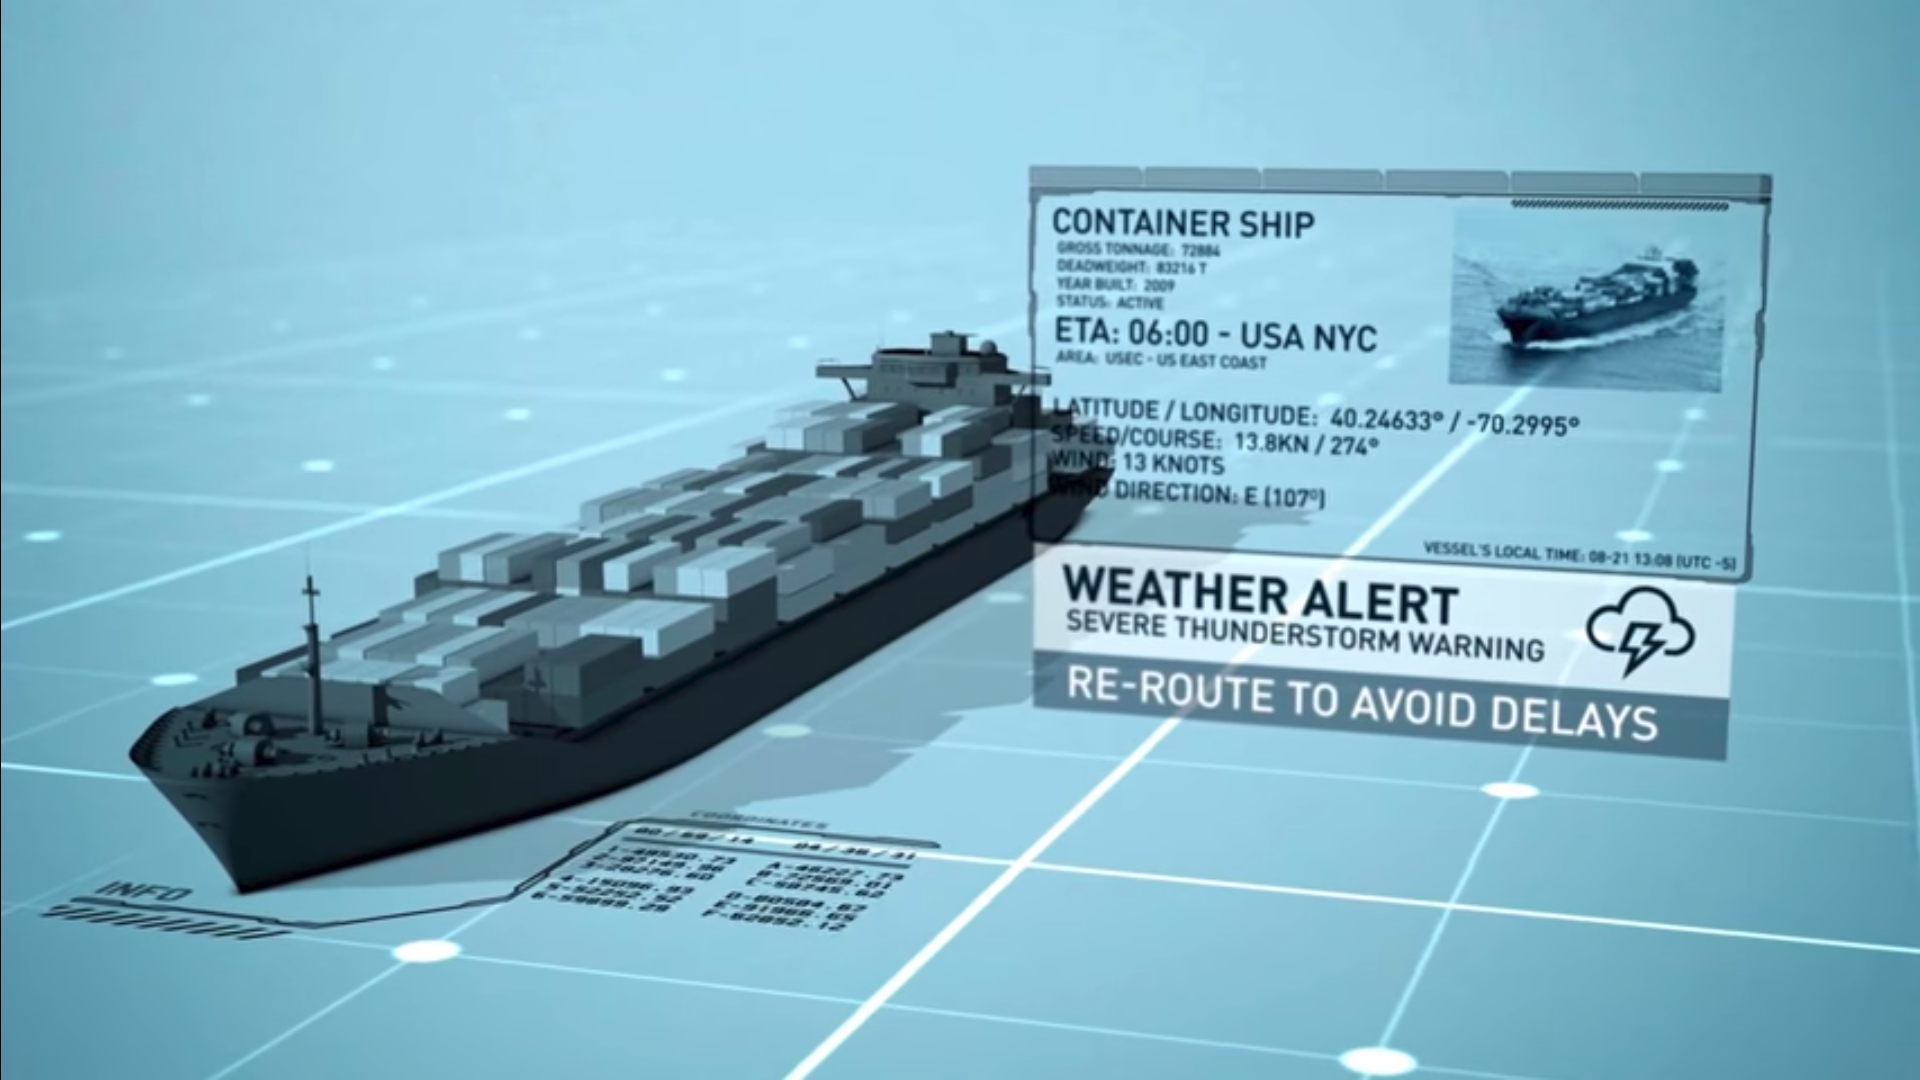 CONTAINER SHIP
GROSS TONNAGE: 72884
DEADWEIGHT: 83216 T
YEAR BUILT: 2009
STATUS: ACTIVE
ETA: 06:00 - USA NYC
AREA: USEC - US EAST COAST
LATITUDE / LONGITUDE: 40.24633° / -70.2995°
SPEED/COURSE: 13.8KN / 274°
WIND: 13 KNOTS
WIND DIRECTION: E (107º)
VESSEL'S LOCAL TIME: 08-21 13:08 (UTC -5)
WEATHER ALERT
SEVERE THUNDERSTORM WARNING
RE-ROUTE TO AVOID DELAYS
COORDINATES
INFO